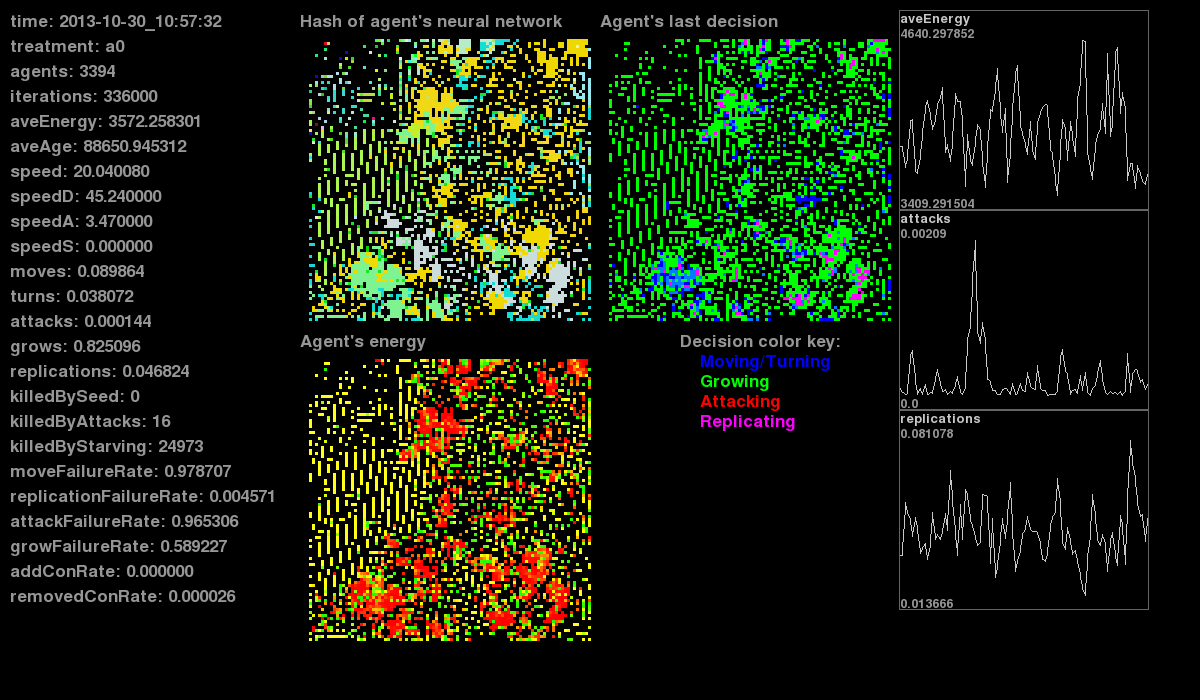 time: 2013-10-30_10:57:32
treatment: a0
agents: 3394
iterations: 336000
aveEnergy: 3572.258301
aveAge: 88650.945312
speed: 20.040080
speedD: 45.240000
speedA: 3.470000
speedS: 0.000000
moves: 0.089864
turns: 0.038072
attacks: 0.000144
grows: 0.825096
replications: 0.046824
killedBySeed: 0
killedByAttacks: 16
killedByStarving: 24973
moveFailureRate: 0.978707
replicationFailureRate: 0.004571
attackFailureRate: 0.965306
growFailureRate: 0.589227
addConRate: 0.000000
removedConRate: 0.000026
Hash of agent's neural network
Agent's last decision
Agent's energy
Decision color key:
Moving/Turning
Growing
Attacking
Replicating
aveEnergy
4640.297852
3409.291504
attacks
0.00209
0.0
replications
0.081078
0.013666